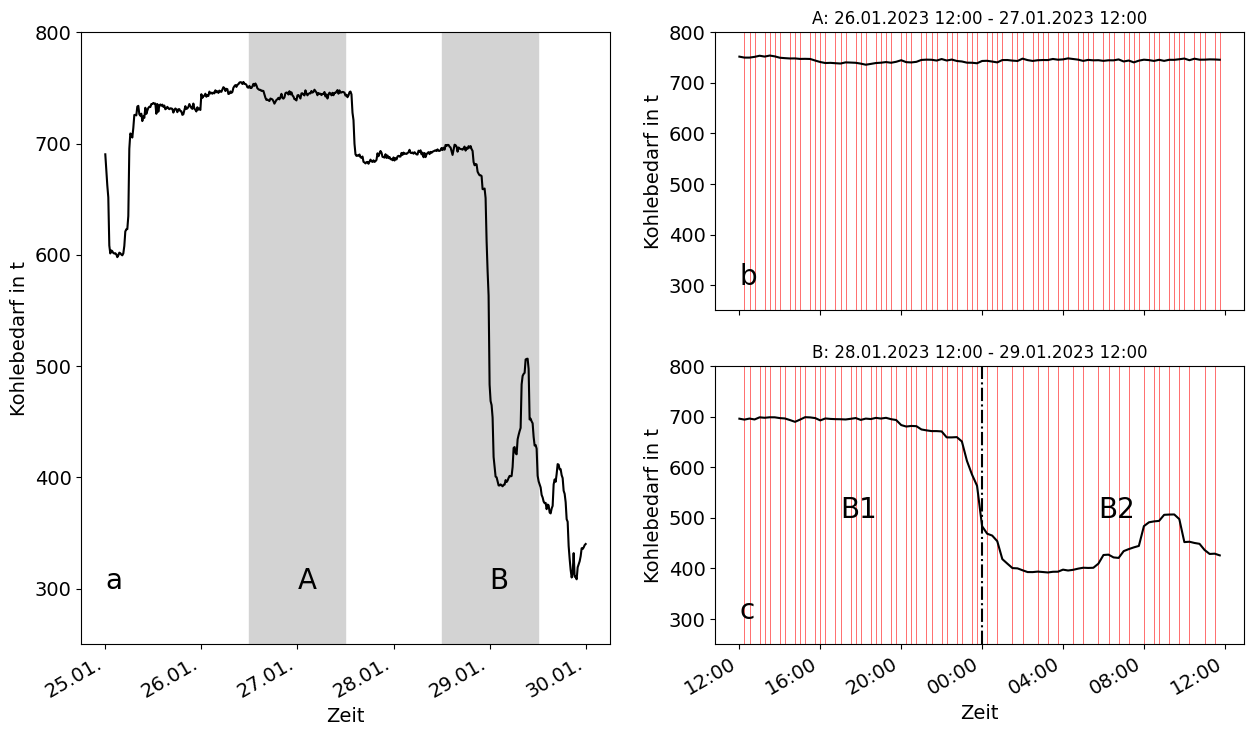 800
700
600
500
400
300
Kohlebedarf in t
a
A
B
25.01.
26.01.
27.01.
28.01.
29.01.
30.01.
Zeit
A: 26.01.2023 12:00 - 27.01.2023 12:00
800
700
600
500
400
300
Kohlebedarf in t
b
B: 28.01.2023 12:00 - 29.01.2023 12:00
800
700
600
500
400
300
Kohlebedarf in t
B1
B2
c
12:00
16:00
20:00
00:00
04:00
08:00
12:00
Zeit